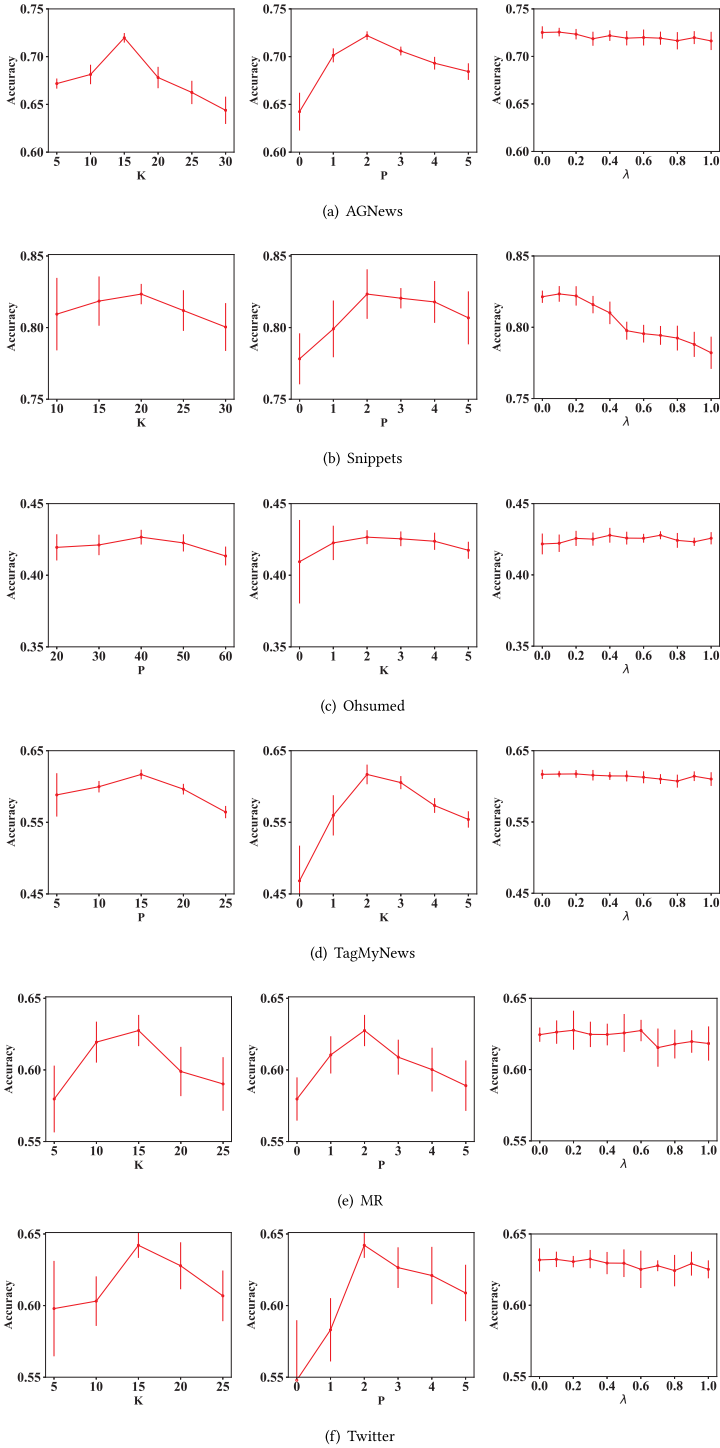 0.75 0.75 0.75
0.70 0.70 0.70
Accuracy Accuracy Accuracy
0.65 0.65 0.65
0.60 0.60 0.60
5 10 15 20 25 30 0 1 2 3 4 5 0.0 0.2 0.4 0.6 0.8 1.0
K P λ
(a) AGNews
0.85 0.85 0.85
Accuracy Accuracy Accuracy
0.80 0.80 0.80
0.75 0.75 0.75
10 15 20 25 30 0 1 2 3 4 5 0.0 0.2 0.4 0.6 0.8 1.0
K P λ
(b) Snippets
0.45 0.45 0.45
Accuracy Accuracy Accuracy
0.40 0.40 0.40
0.35 0.35 0.35
20 30 40 50 60 0 1 2 3 4 5 0.0 0.2 0.4 0.6 0.8 1.0
P K λ
(c) Ohsumed
0.65 0.65 0.65
Accuracy Accuracy Accuracy
0.55 0.55 0.55
0.45 0.45 0.45
5 10 15 20 25 0 1 2 3 4 5 0.0 0.2 0.4 0.6 0.8 1.0
P K λ
(d) TagMyNews
0.65 0.65 0.65
Accuracy Accuracy Accuracy
0.60 0.60 0.60
0.55 0.55 0.55
5 10 15 20 25 0 1 2 3 4 5 0.0 0.2 0.4 0.6 0.8 1.0
K P λ
(e) MR
0.65 0.65 0.65
Accuracy Accuracy Accuracy
0.60 0.60 0.60
0.55 0.55 0.55
5 10 15 20 25 0 1 2 3 4 5 0.0 0.2 0.4 0.6 0.8 1.0
K P λ
(f) Twitter